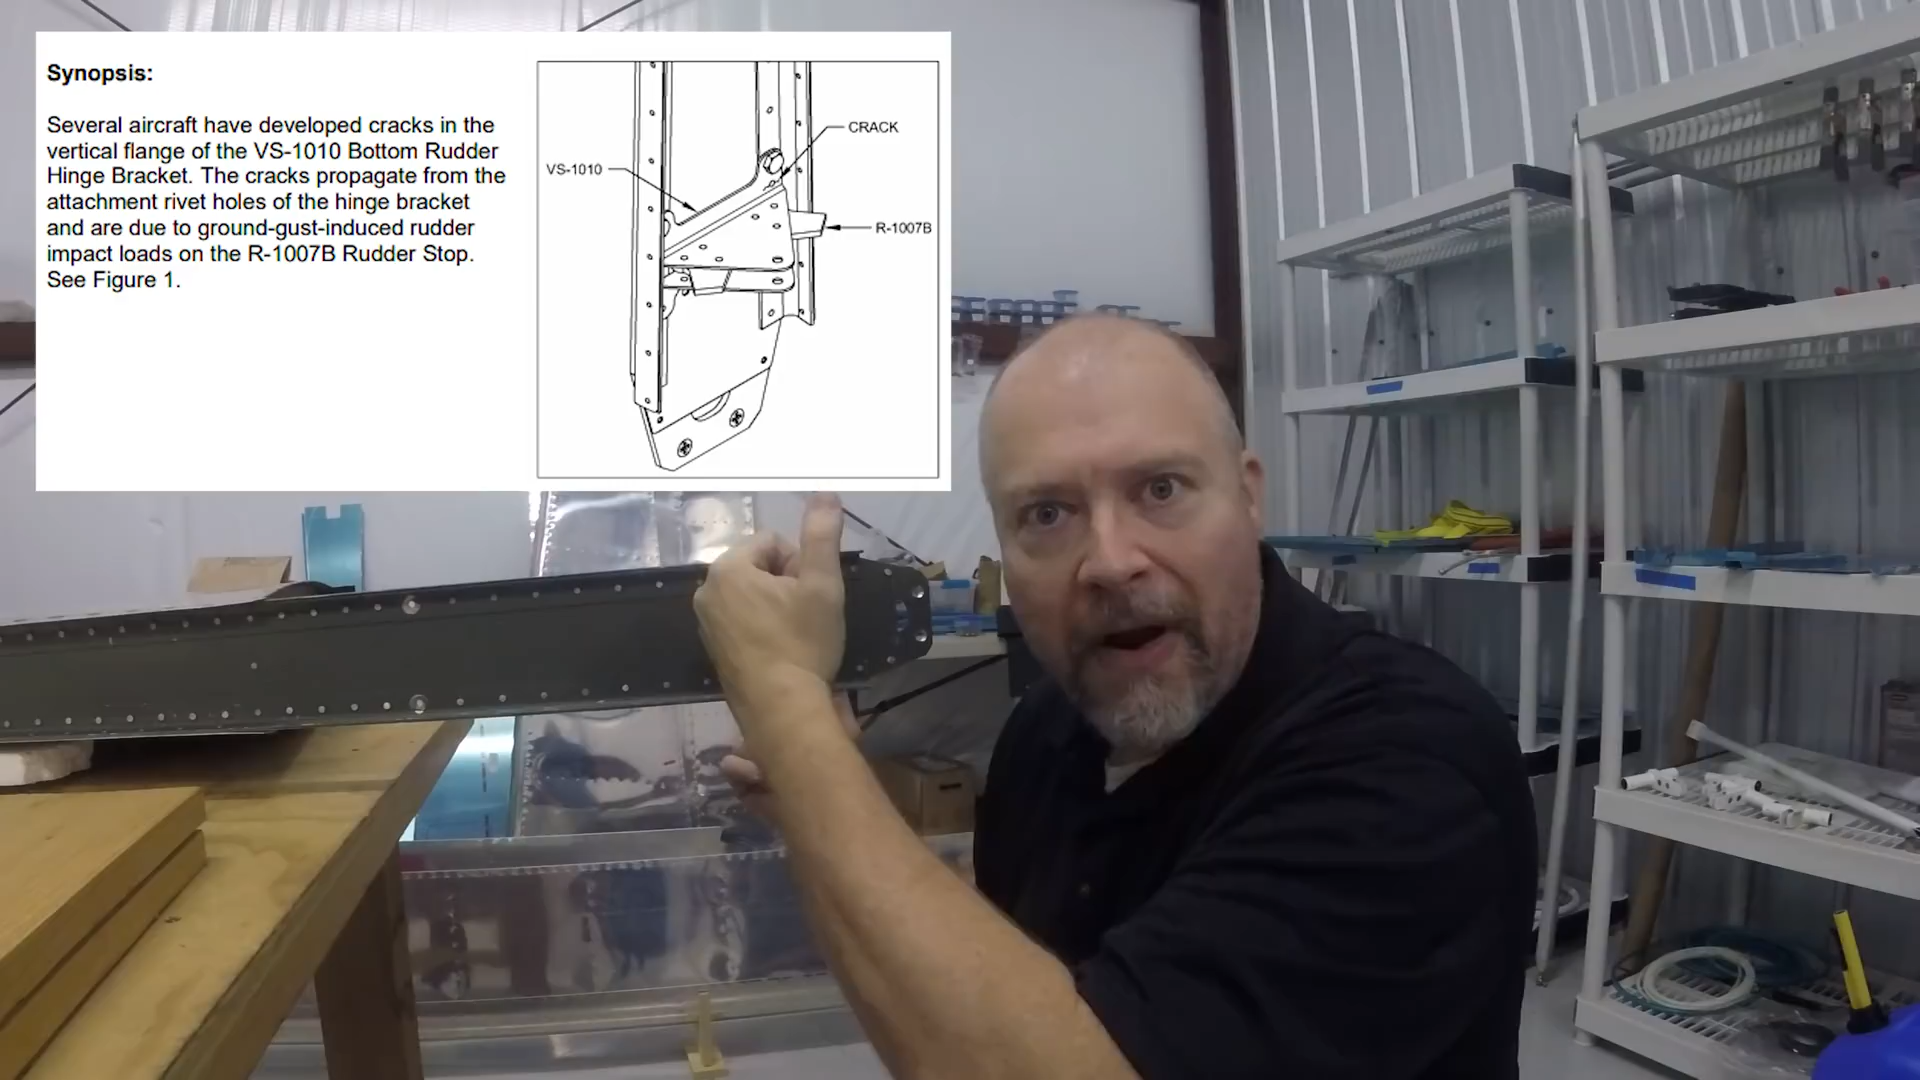 Synopsis:
Several aircraft have developed cracks in the
vertical flange of the VS-1010 Bottom Rudder
Hinge Bracket. The cracks propagate from the
attachment rivet holes of the hinge bracket
and are due to ground-gust-induced rudder
impact loads on the R-1007B Rudder Stop.
See Figure 1.
CRACK
VS-1010
R-1007B